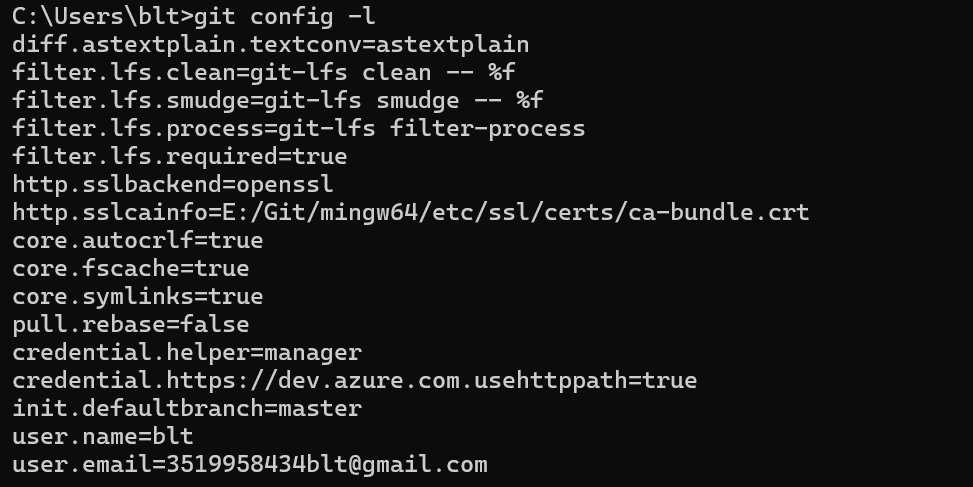 C:\Users\blt>git config -l
diff.astextplain.textconv=astextplain
filter.lfs.clean=git-lfs clean -- %f
filter.lfs.smudge=git-lfs smudge -- %f
filter.lfs.process=git-lfs filter-process
filter.lfs.required=true
http.sslbackend=openssl
http.sslcainfo=E:/Git/mingw64/etc/ssl/certs/ca-bundle.crt
core.autocrlf=true
core.fscache=true
core.symlinks=true
pull.rebase=false
credential.helper=manager
credential.https://dev.azure.com.usehttppath=true
init.defaultbranch=master
user.name=blt
user.email=3519958434blt@gmail.com